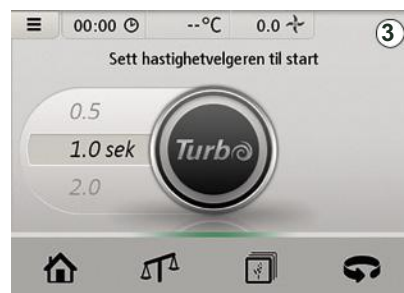 00:00 --°C 0.0
3
Sett hastighetvelgeren til start
0.5
1.0 sek
Turbo
2.0